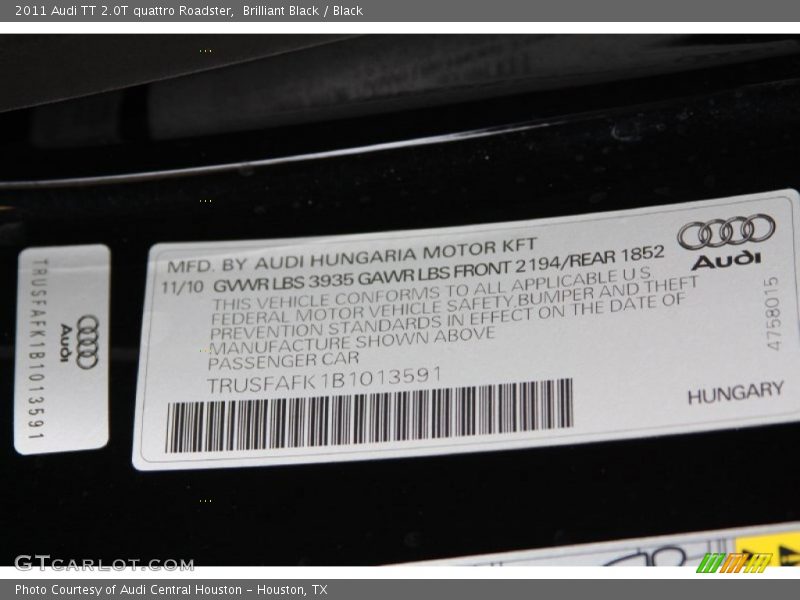 2011 Audi TT 2.0T quattro Roadster,  Brilliant Black / Black
MFD. BY AUDI HUNGARIA MOTOR KFT
11/10 GVWR LBS 3935 GAWR LBS FRONT 2194/REAR 1852
THIS VEHICLE CONFORMS TO ALL APPLICABLE U S
FEDERAL MOTOR VEHICLE SAFETY,BUMPER AND THEFT
PREVENTION STANDARDS IN EFFECT ON THE DATE OF
MANUFACTURE SHOWN ABOVE
PASSENGER CAR
TRUSFAFK1B1013591
Audi
4758015
HUNGARY
TRUSFAFK1B1013591
Audi
GTCARLOT.COM
Photo Courtesy of Audi Central Houston – Houston, TX